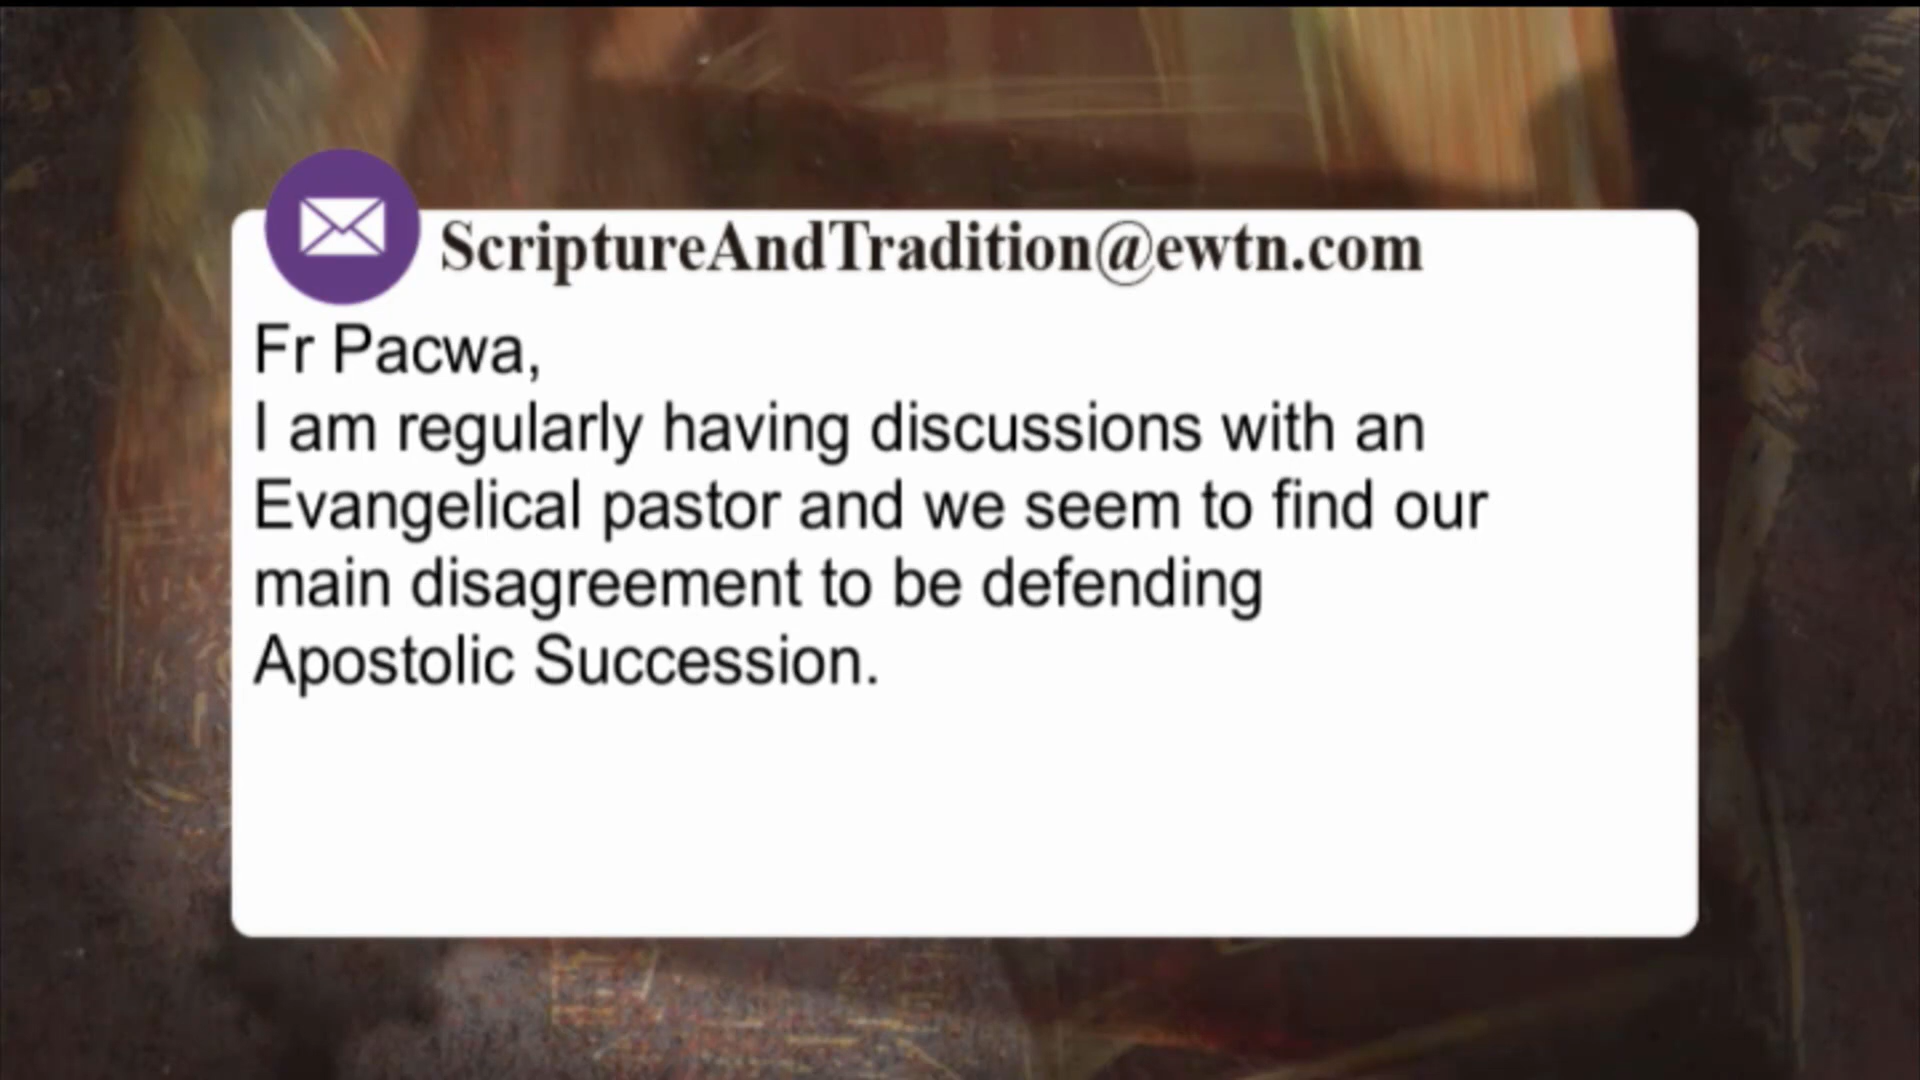 ScriptureAndTradition@ewtn.com
Fr Pacwa,
I am regularly having discussions with an
Evangelical pastor and we seem to find our
main disagreement to be defending
Apostolic Succession.